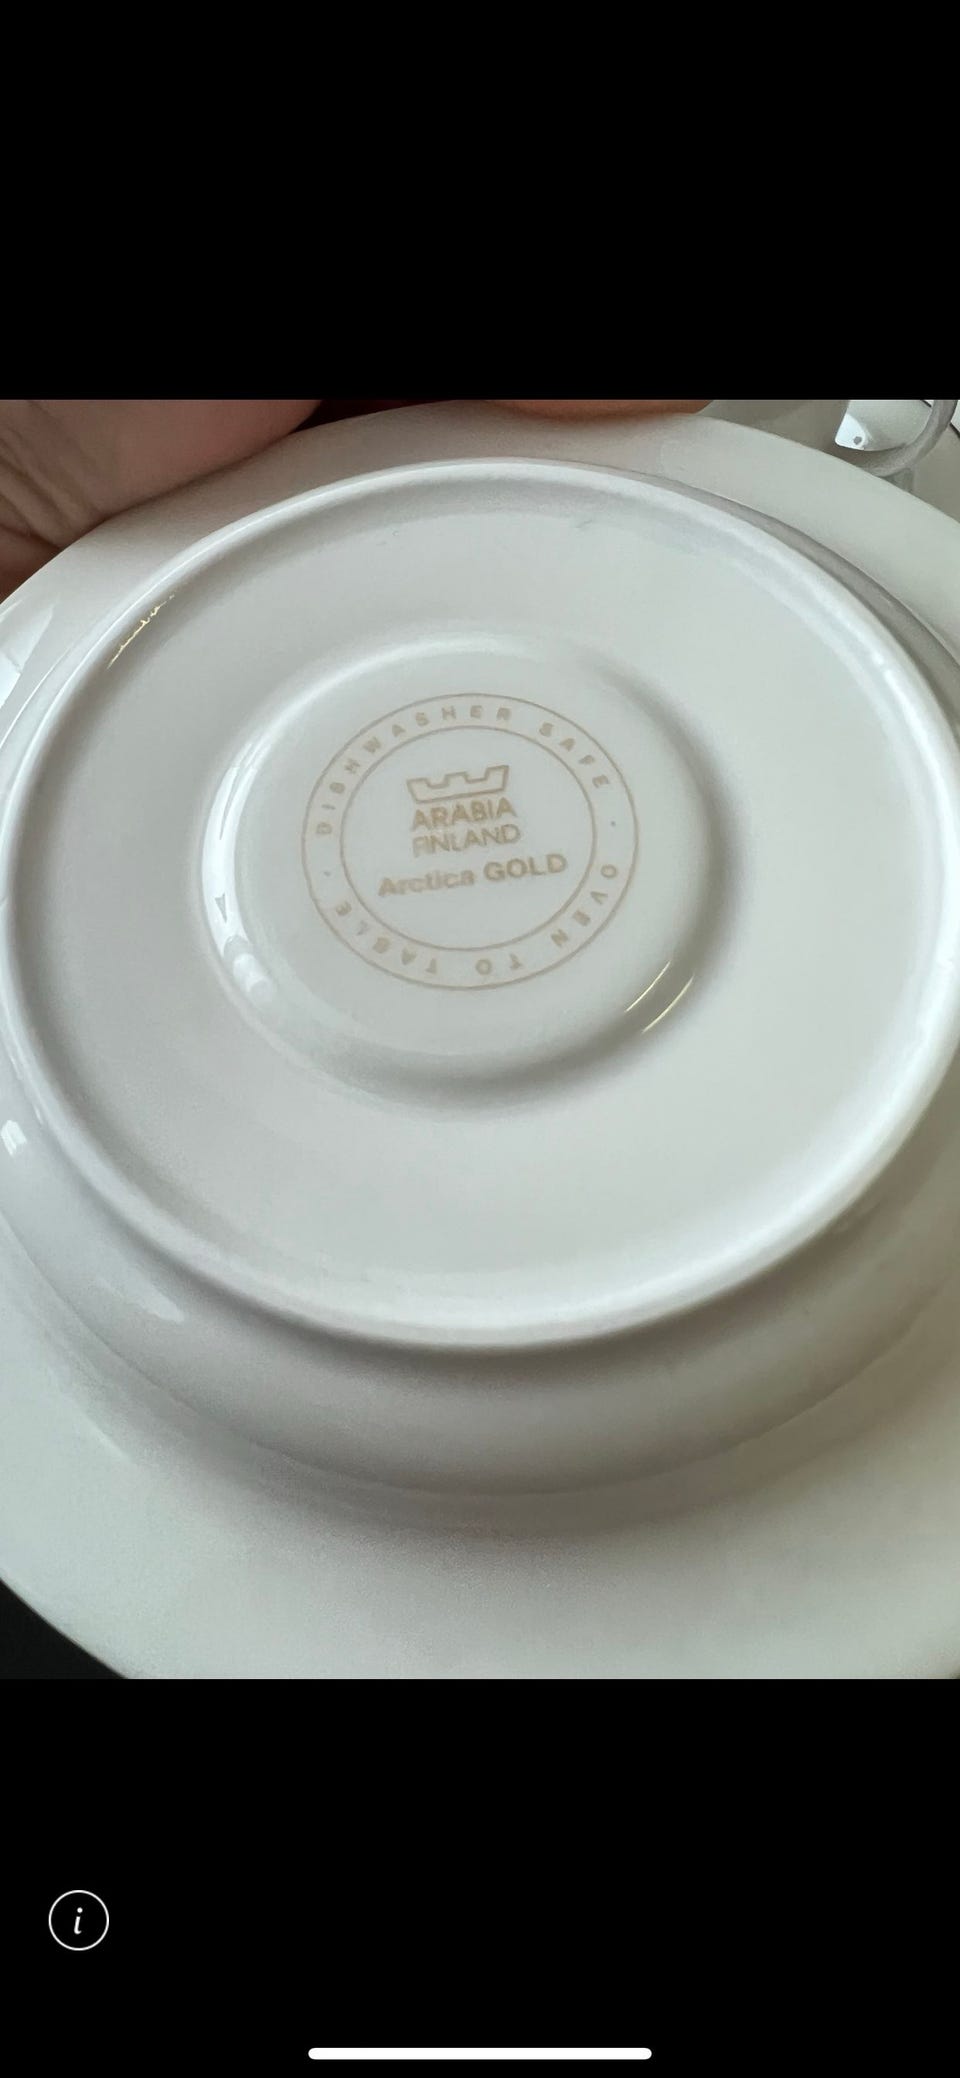 DISHWASHER SAFE · OVEN TO TABLE ·
ARABIA
FINLAND
Arctica GOLD
i